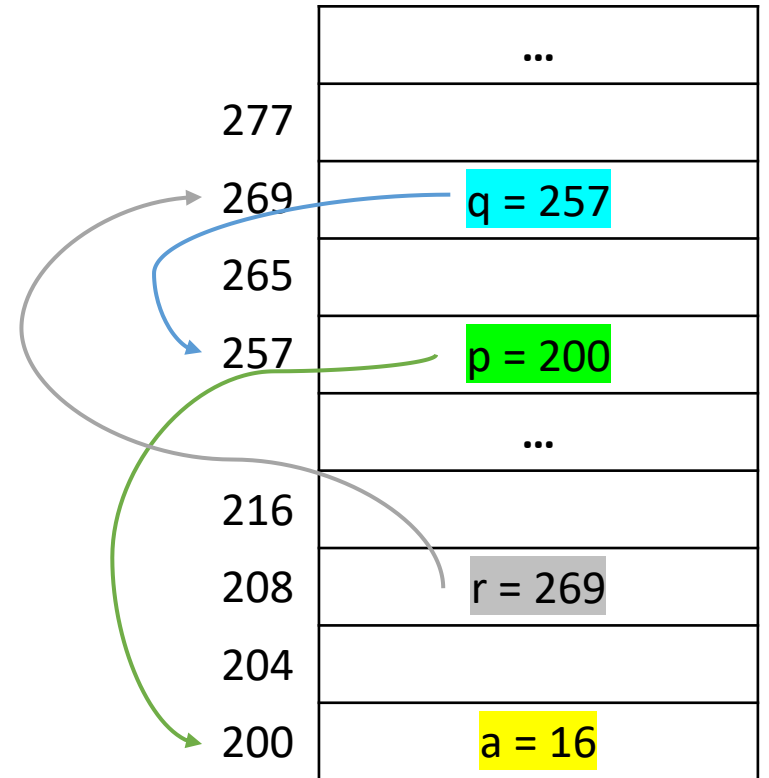 ...
277
269 q = 257
265
257 p = 200
...
216
208 r = 269
204
200 a = 16